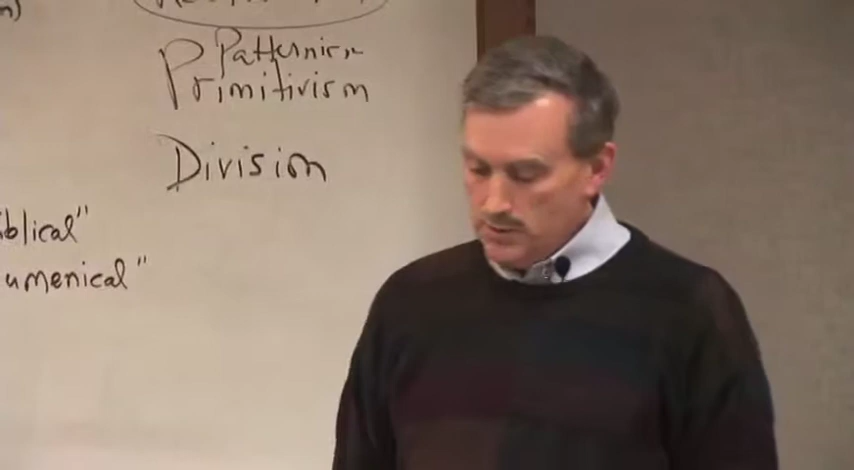 Patternism
Primitivism
Division
blical"
umenical"